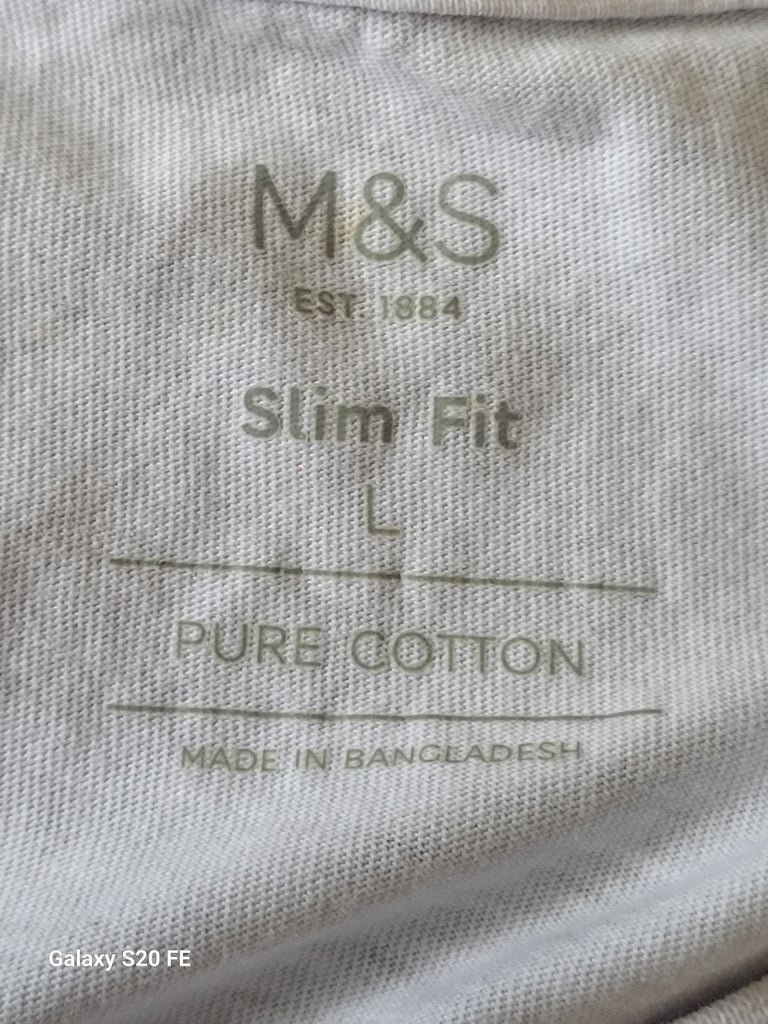 M&S
EST. 1884
Slim Fit
L
PURE COTTON
MADE IN BANGLADESH
Galaxy S20 FE